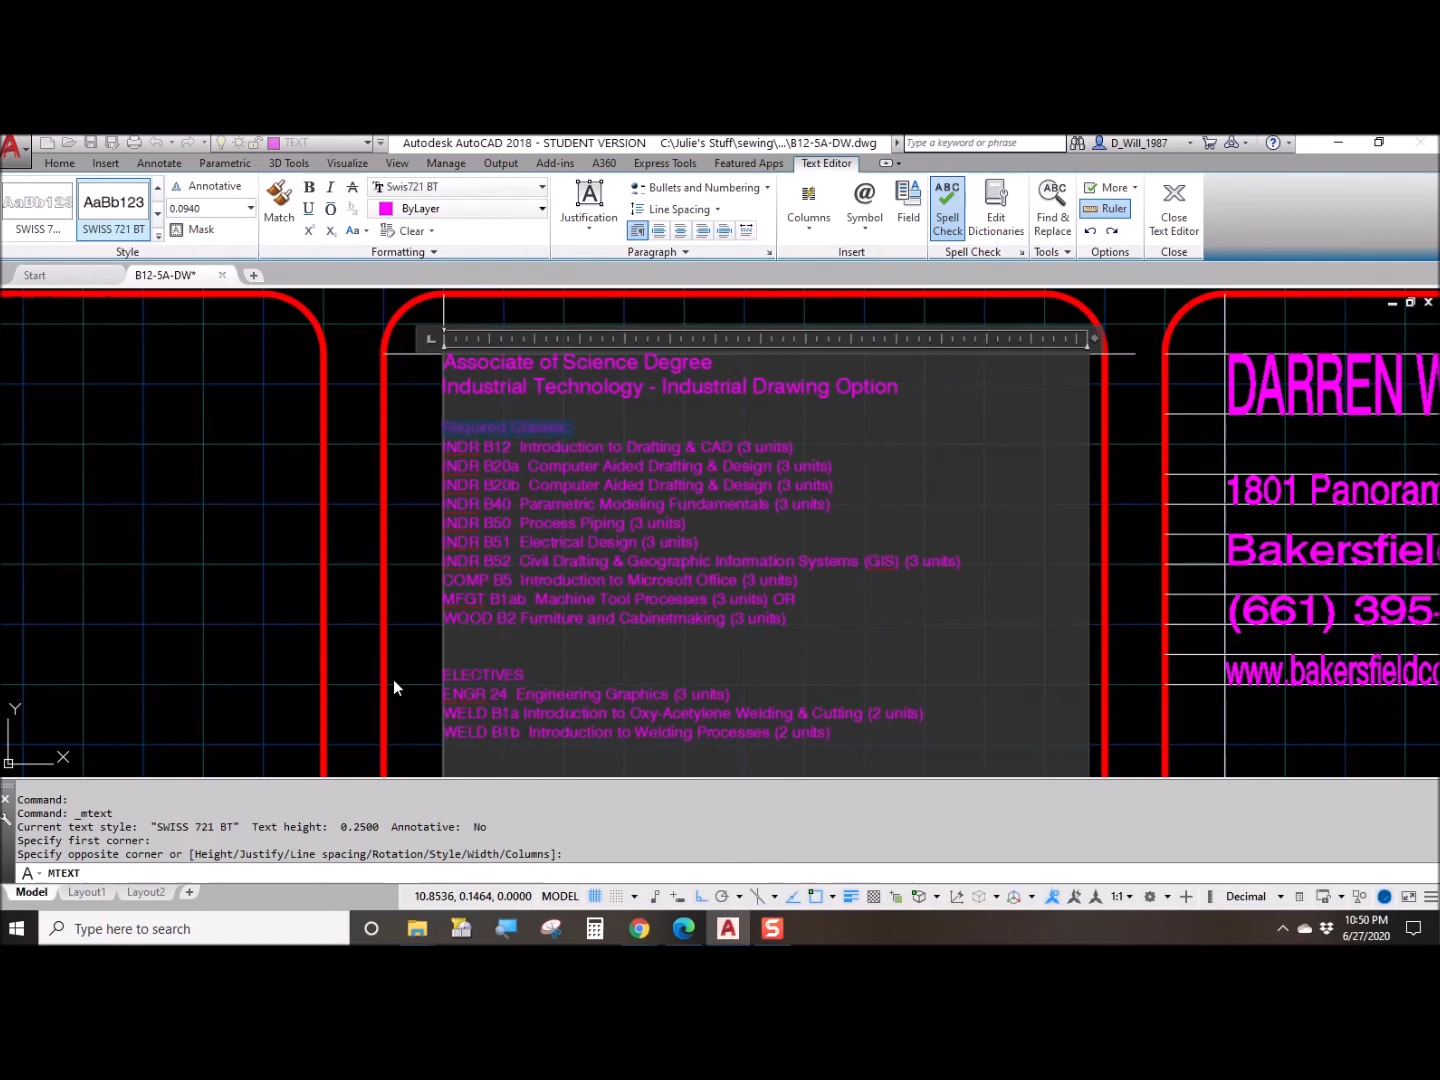 TEXT
Autodesk AutoCAD 2018 - STUDENT VERSION C:\Julie's Stuff\sewing\...\B12-5A-DW.dwg
Type a keyword or phrase
D_Will_1987
Home Insert Annotate Parametric 3D Tools Visualize View Manage Output Add-ins A360 Express Tools Featured Apps Text Editor
AaBb123 AaBb123
SWISS 7... SWISS 721 BT
Annotative
0.0940
Mask
Style
Match
Swis721 BT
ByLayer
Clear
Formatting
Justification
Bullets and Numbering
Line Spacing
Paragraph
Columns
Symbol
Field
Insert
ABC
Spell Check
Edit Dictionaries
Spell Check
ABC
Find & Replace
Tools
More
Ruler
Options
Close Text Editor
Close
Start B12-5A-DW*
Associate of Science Degree
Industrial Technology - Industrial Drawing Option
Required Classes:
INDR B12 Introduction to Drafting & CAD (3 units)
INDR B20a Computer Aided Drafting & Design (3 units)
INDR B20b Computer Aided Drafting & Design (3 units)
INDR B40 Parametric Modeling Fundamentals (3 units)
INDR B50 Process Piping (3 units)
INDR B51 Electrical Design (3 units)
INDR B52 Civil Drafting & Geographic Information Systems (GIS) (3 units)
COMP B5 Introduction to Microsoft Office (3 units)
MFGT B1ab Machine Tool Processes (3 units) OR
WOOD B2 Furniture and Cabinetmaking (3 units)
ELECTIVES
ENGR 24 Engineering Graphics (3 units)
WELD B1a Introduction to Oxy-Acetylene Welding & Cutting (2 units)
WELD B1b Introduction to Welding Processes (2 units)
DARREN W
1801 Panoram
Bakersfiel
(661) 395-
www.bakersfieldco
Y
X
Command:
Command: _mtext
Current text style: "SWISS 721 BT" Text height: 0.2500 Annotative: No
Specify first corner:
Specify opposite corner or [Height/Justify/Line spacing/Rotation/Style/Width/Columns]:
MTEXT
Model Layout1 Layout2
10.8536, 0.1464, 0.0000 MODEL
1:1
Decimal
Type here to search
10:50 PM
6/27/2020